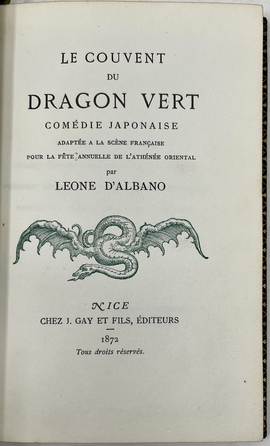 LE COUVENT
DU
DRAGON VERT
COMÉDIE JAPONAISE
ADAPTÉE A LA SCÈNE FRANÇAISE
POUR LA FÊTE ANNUELLE DE L'ATHÉNÉE ORIENTAL
par
LEONE D'ALBANO
NICE
CHEZ J. GAY ET FILS, ÉDITEURS
—
1872
Tous droits réservés.